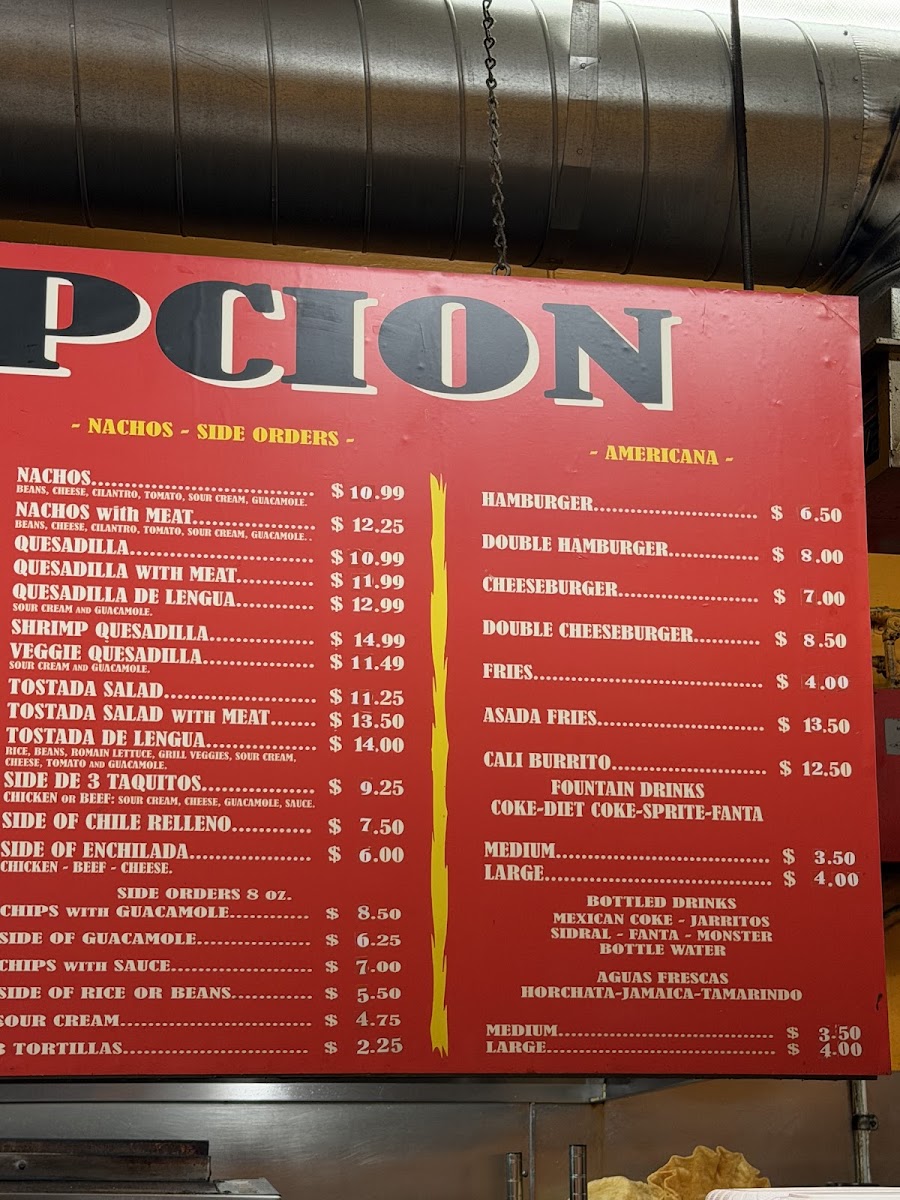 PCION
- NACHOS - SIDE ORDERS -
NACHOS........ $ 10.99
BEANS, CHEESE, CILANTRO, TOMATO, SOUR CREAM, GUACAMOLE.
NACHOS with MEAT........ $ 12.25
BEANS, CHEESE, CILANTRO, TOMATO, SOUR CREAM, GUACAMOLE. .
QUESADILLA........ $ 10.99
QUESADILLA WITH MEAT........ $ 11.99
QUESADILLA DE LENGUA........ $ 12.99
SOUR CREAM AND GUACAMOLE.
SHRIMP QUESADILLA........ $ 14.99
VEGGIE QUESADILLA........ $ 11.49
SOUR CREAM AND GUACAMOLE.
TOSTADA SALAD........ $ 11.25
TOSTADA SALAD WITH MEAT....... $ 13.50
TOSTADA DE LENGUA........ $ 14.00
RICE, BEANS, ROMAIN LETTUCE, GRILL VEGGIES, SOUR CREAM,
CHEESE, TOMATO AND GUACAMOLE.
SIDE DE 3 TAQUITOS........ $ 9.25
CHICKEN OR BEEF: SOUR CREAM, CHEESE, GUACAMOLE, SAUCE.
SIDE OF CHILE RELLENO........ $ 7.50
SIDE OF ENCHILADA........ $ 6.00
CHICKEN - BEEF - CHEESE.
SIDE ORDERS 8 OZ.
CHIPS WITH GUACAMOLE........ $ 8.50
SIDE OF GUACAMOLE........ $ 6.25
CHIPS WITH SAUCE........ $ 7.00
SIDE OF RICE OR BEANS........ $ 5.50
SOUR CREAM........ $ 4.75
3 TORTILLAS........ $ 2.25
- AMERICANA -
HAMBURGER........ $ 6.50
DOUBLE HAMBURGER........ $ 8.00
CHEESEBURGER........ $ 7.00
DOUBLE CHEESEBURGER........ $ 8.50
FRIES........ $ 4.00
ASADA FRIES........ $ 13.50
CALI BURRITO........ $ 12.50
FOUNTAIN DRINKS
COKE-DIET COKE-SPRITE-FANTA
MEDIUM........ $ 3.50
LARGE........ $ 4.00
BOTTLED DRINKS
MEXICAN COKE - JARRITOS
SIDRAL - FANTA - MONSTER
BOTTLE WATER
AGUAS FRESCAS
HORCHATA-JAMAICA-TAMARINDO
MEDIUM........ $ 3.50
LARGE........ $ 4.00